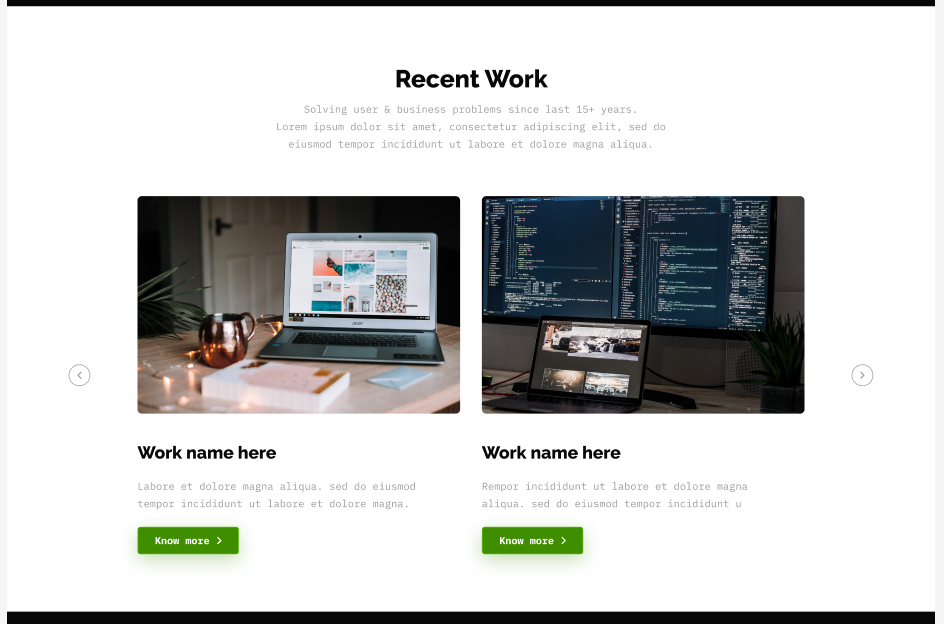 Recent Work
Solving user & business problems since last 15+ years.
Lorem ipsum dolor sit amet, consectetur adipiscing elit, sed do
eiusmod tempor incididunt ut labore et dolore magna aliqua.
acer
Work name here
Labore et dolore magna aliqua. sed do eiusmod
tempor incididunt ut labore et dolore magna.
Know more
Work name here
Rempor incididunt ut labore et dolore magna
aliqua. sed do eiusmod tempor incididunt u
Know more